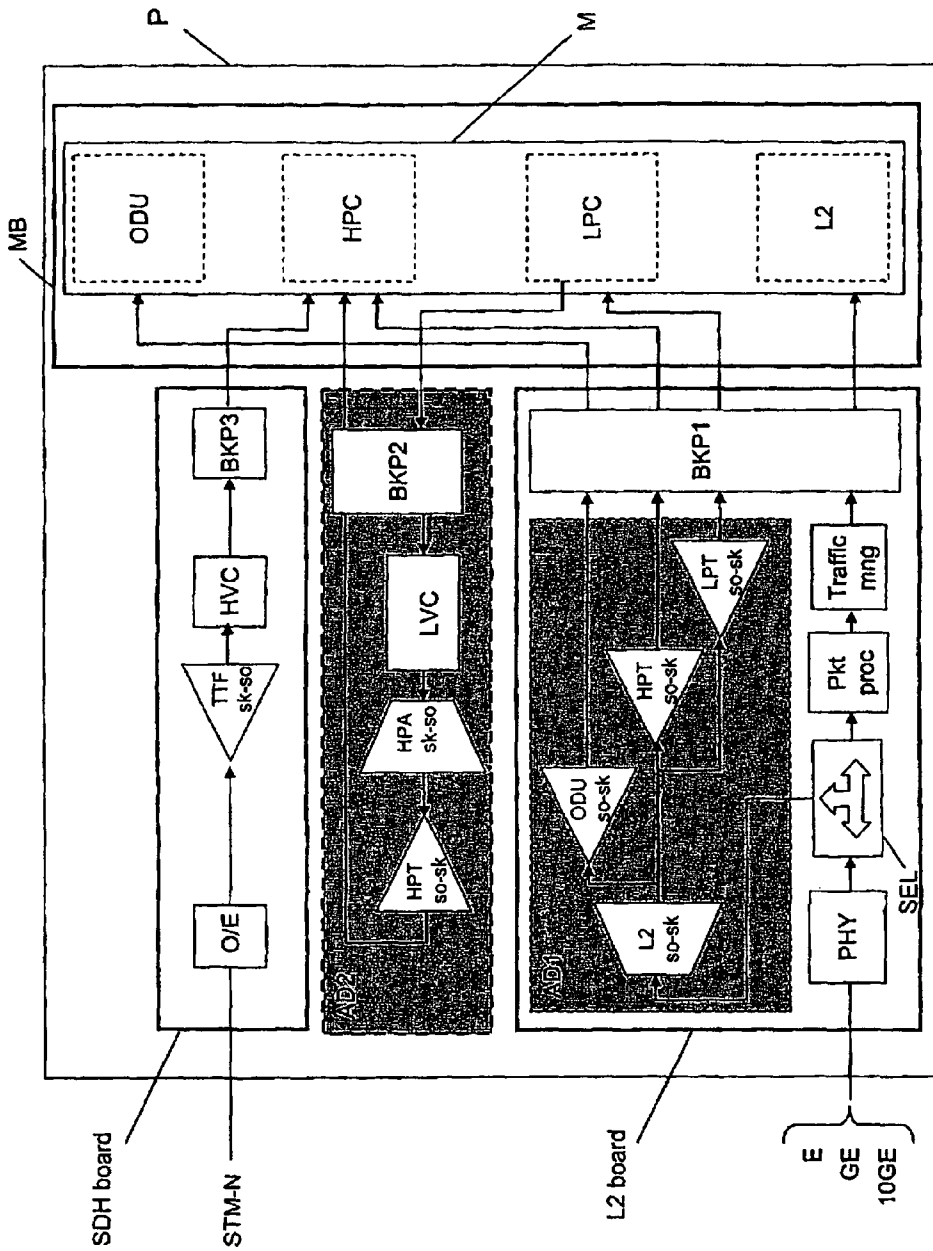 P
M
MB
ODU
HPC
LPC
L2
SDH board
STM-N
O/E
TTF
sk-so
HVC
BKP3
AD2
BKP2
LVC
HPA
sk-so
HPT
so-sk
L2 board
AD1
L2
so-sk
ODU
so-sk
HPT
so-sk
LPT
so-sk
BKP1
PHY
SEL
Pkt
proc
Traffic
mng
E
GE
10GE